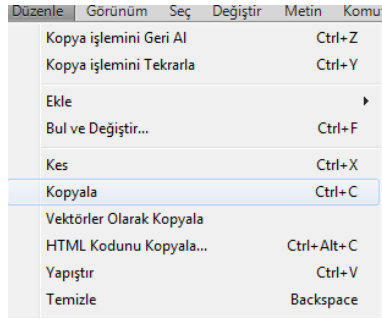 Düzenle Görünüm Seç Değiştir Metin
Kopya işlemini Geri Al Ctrl+Z
Kopya işlemini Tekrarla Ctrl+Y
Ekle
Bul ve Değiştir... Ctrl+F
Kes Ctrl+X
Kopyala Ctrl+C
Vektörler Olarak Kopyala
HTML Kodunu Kopyala... Ctrl+Alt+C
Yapıştır Ctrl+V
Temizle Backspace